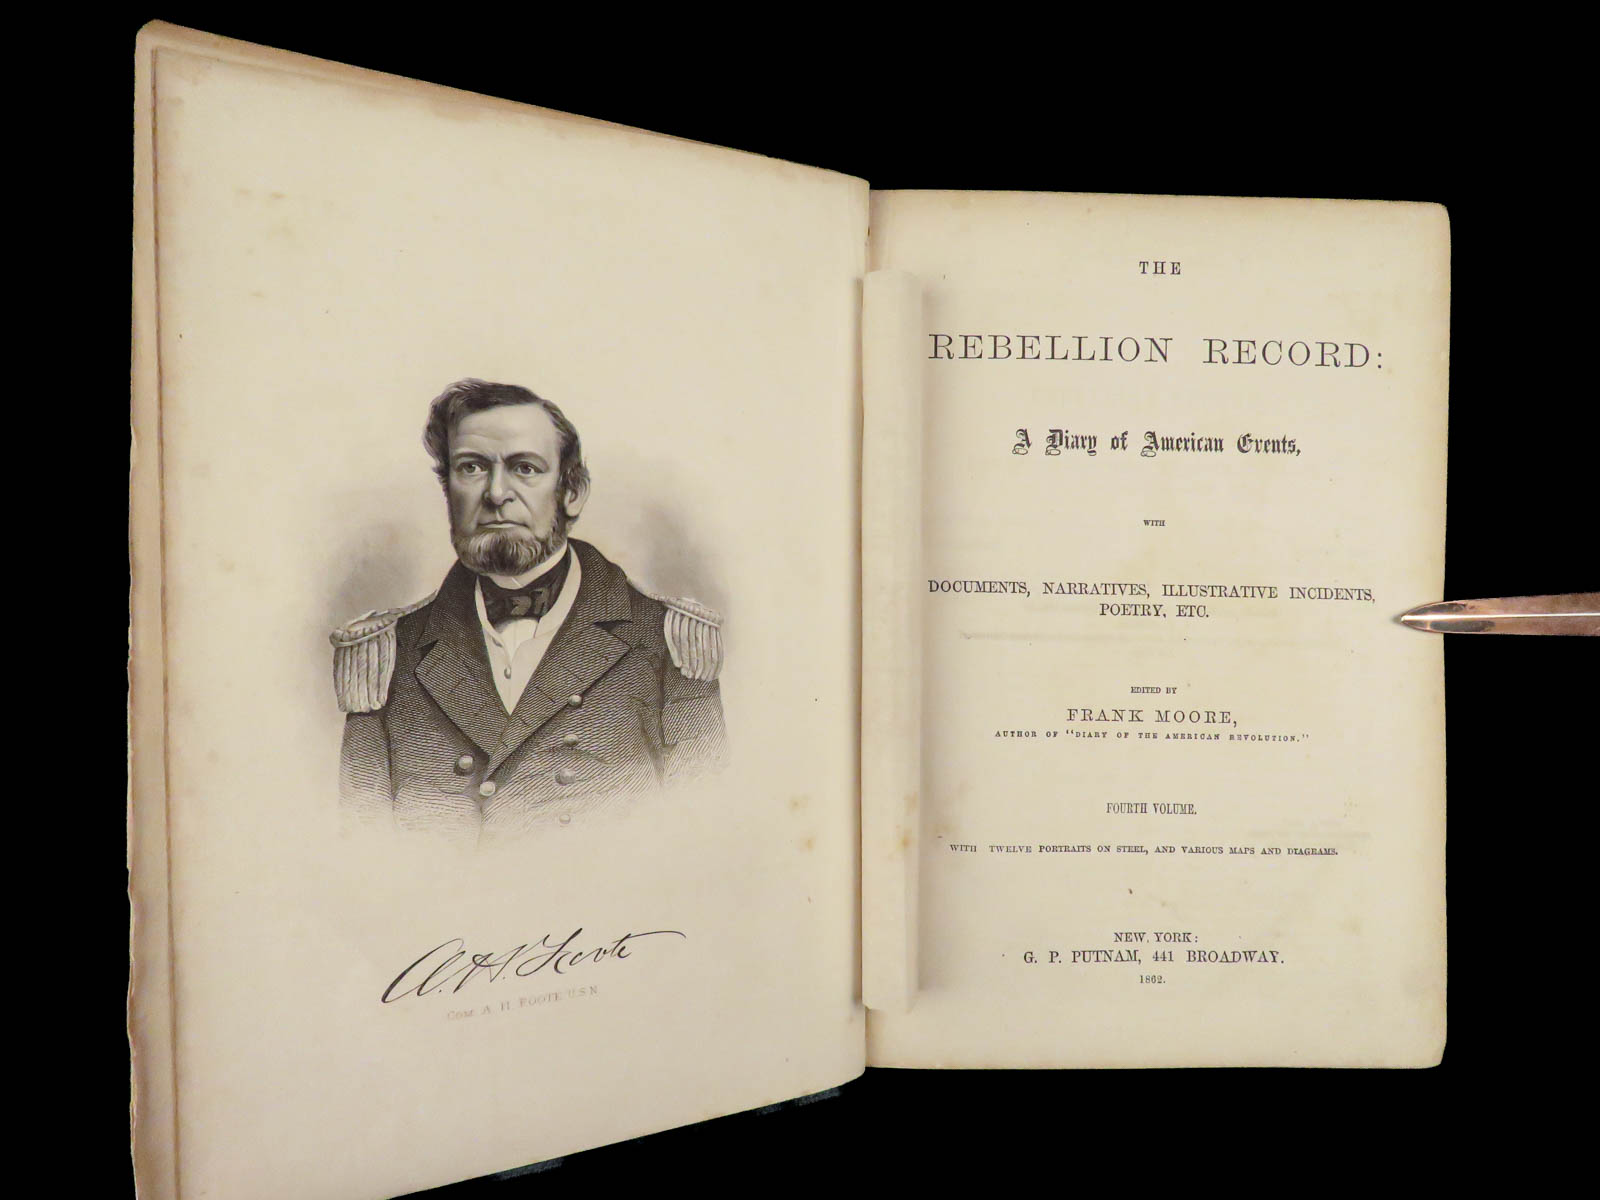 A. H. Foote
Com. A. H. FOOTE U.S.N.
THE
REBELLION RECORD:
A Diary of American Events,
WITH
DOCUMENTS, NARRATIVES, ILLUSTRATIVE INCIDENTS,
POETRY, ETC.
EDITED BY
FRANK MOORE,
AUTHOR OF "DIARY OF THE AMERICAN REVOLUTION."
FOURTH VOLUME.
WITH TWELVE PORTRAITS ON STEEL, AND VARIOUS MAPS AND DIAGRAMS.
NEW YORK:
G. P. PUTNAM, 441 BROADWAY.
1862.